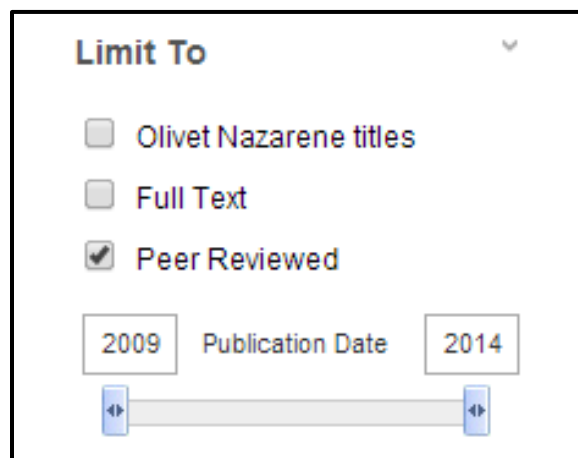 Limit To
Olivet Nazarene titles
Full Text
Peer Reviewed
2009 Publication Date 2014